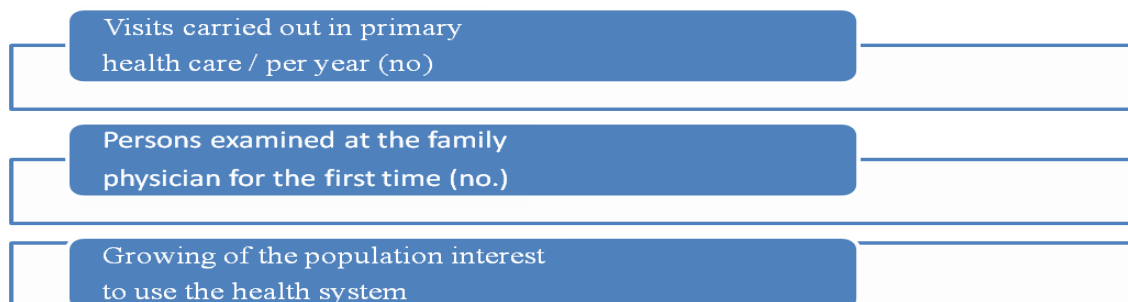 Visits carried out in primary
health care / per year (no)
Persons examined at the family
physician for the first time (no.)
Growing of the population interest
to use the health system